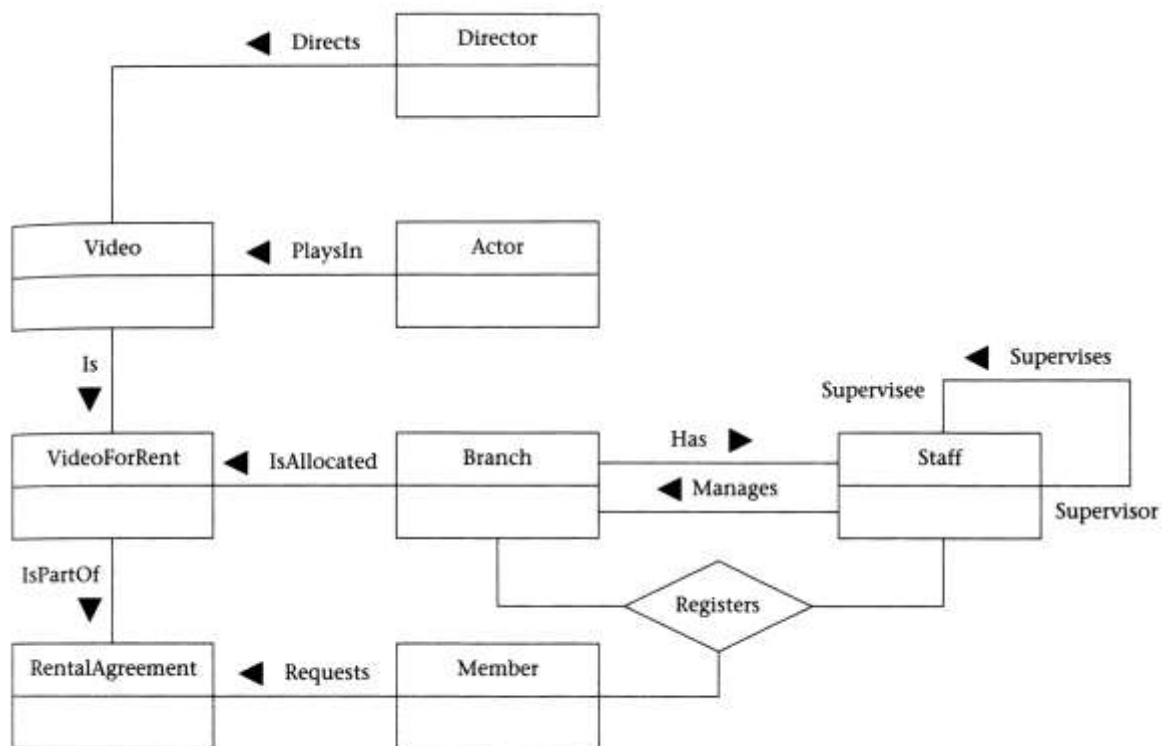 Directs
Director
Video
PlaysIn
Actor
Is
Supervises
Supervisee
VideoForRent
IsAllocated
Branch
Has
Manages
Staff
Supervisor
IsPartOf
Registers
RentalAgreement
Requests
Member